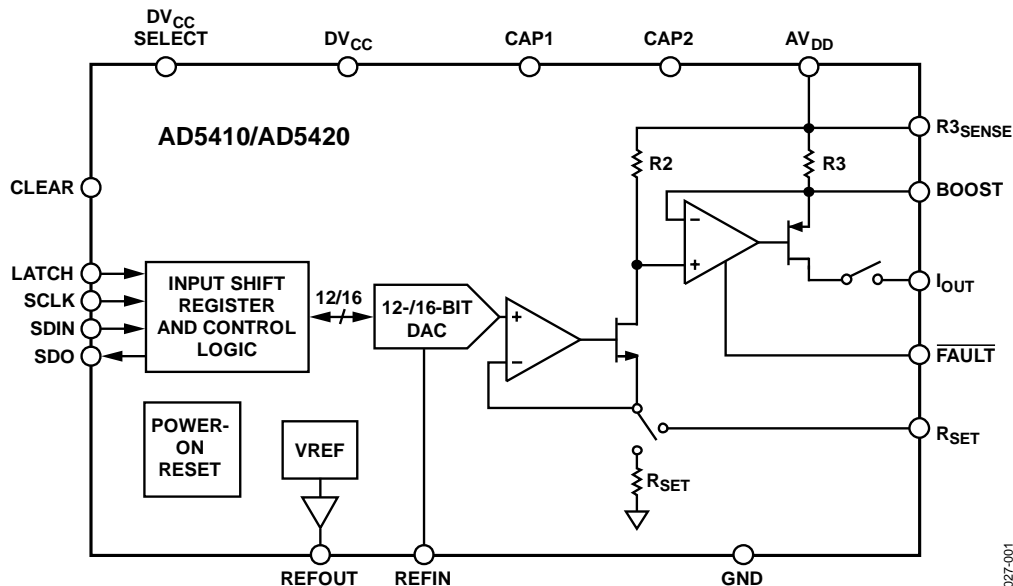 DVCC
SELECT
DVCC
CAP1
CAP2
AVDD
AD5410/AD5420
R2
R3
R3SENSE
BOOST
CLEAR
LATCH
SCLK
SDIN
SDO
INPUT SHIFT
REGISTER
AND CONTROL
LOGIC
12/16
12-/16-BIT
DAC
+
−
−
+
IOUT
FAULT
RSET
POWER-
ON
RESET
VREF
RSET
REFOUT
REFIN
GND
027-001